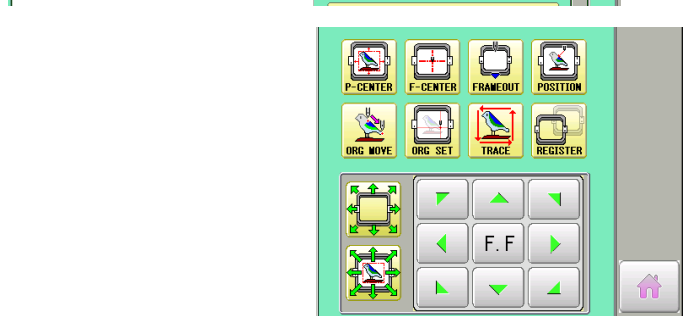 P-CENTER F-CENTER FRAMEOUT POSITION
ORG MOVE ORG SET TRACE REGISTER
F.F